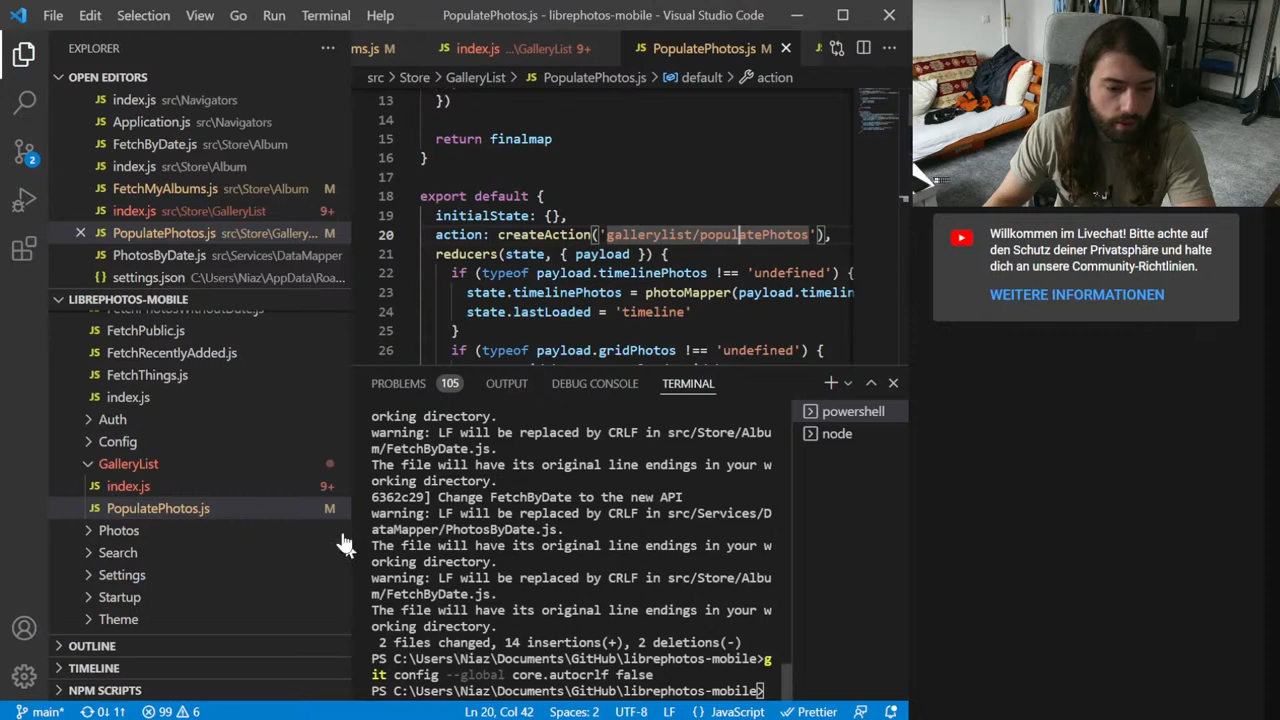 File Edit Selection View Go Run Terminal Help PopulatePhotos.js - librephotos-mobile - Visual Studio Code
EXPLORER
OPEN EDITORS
index.js src\Navigators
Application.js src\Navigators
FetchByDate.js src\Store\Album
index.js src\Store\Album
FetchMyAlbums.js src\Store\Album M
index.js src\Store\GalleryList 9+
PopulatePhotos.js src\Store\Gallery... M
PhotosByDate.js src\Services\DataMapper
settings.json C:\Users\Niaz\AppData\Roa...
LIBREPHOTOS-MOBILE
FetchPhotosWithoutDate.js
FetchPublic.js
FetchRecentlyAdded.js
FetchThings.js
index.js
Auth
Config
GalleryList
index.js 9+
PopulatePhotos.js M
Photos
Search
Settings
Startup
Theme
OUTLINE
TIMELINE
NPM SCRIPTS
2
ms.js M index.js ...\GalleryList 9+ PopulatePhotos.js M
src > Store > GalleryList > PopulatePhotos.js > default > action
13 })
14
15 return finalmap
16 }
17
18 export default {
19 initialState: {},
20 action: createAction('gallerylist/populatePhotos'),
21 reducers(state, { payload }) {
22 if (typeof payload.timelinePhotos !== 'undefined') {
23 state.timelinePhotos = photoMapper(payload.timelin
24 state.lastLoaded = 'timeline'
25 }
26 if (typeof payload.gridPhotos !== 'undefined') {
PROBLEMS 105 OUTPUT DEBUG CONSOLE TERMINAL
powershell
node
orking directory.
warning: LF will be replaced by CRLF in src/Store/Albu
m/FetchByDate.js.
The file will have its original line endings in your w
orking directory.
6362c29] Change FetchByDate to the new API
warning: LF will be replaced by CRLF in src/Services/D
ataMapper/PhotosByDate.js.
The file will have its original line endings in your w
orking directory.
warning: LF will be replaced by CRLF in src/Store/Albu
m/FetchByDate.js.
The file will have its original line endings in your w
orking directory.
2 files changed, 14 insertions(+), 2 deletions(-)
PS C:\Users\Niaz\Documents\GitHub\librephotos-mobile>g
it config --global core.autocrlf false
PS C:\Users\Niaz\Documents\GitHub\librephotos-mobile>
main* 0↓ 1↑ 99 6 Ln 20, Col 42 Spaces: 2 UTF-8 LF {} JavaScript Prettier
Willkommen im Livechat! Bitte achte auf
den Schutz deiner Privatsphäre und halte
dich an unsere Community-Richtlinien.
WEITERE INFORMATIONEN